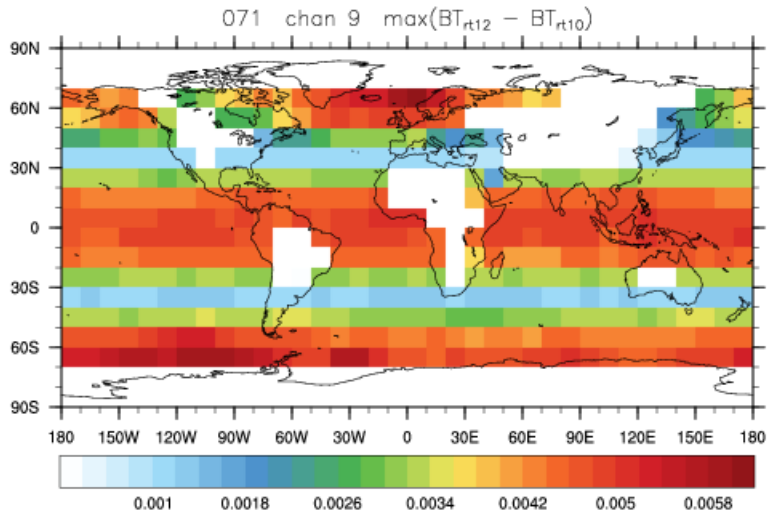 071 chan 9 max(BTrt12 − BTrt10)
90N
60N
30N
0
30S
60S
90S
180 150W 120W 90W 60W 30W 0 30E 60E 90E 120E 150E 180
0.001 0.0018 0.0026 0.0034 0.0042 0.005 0.0058